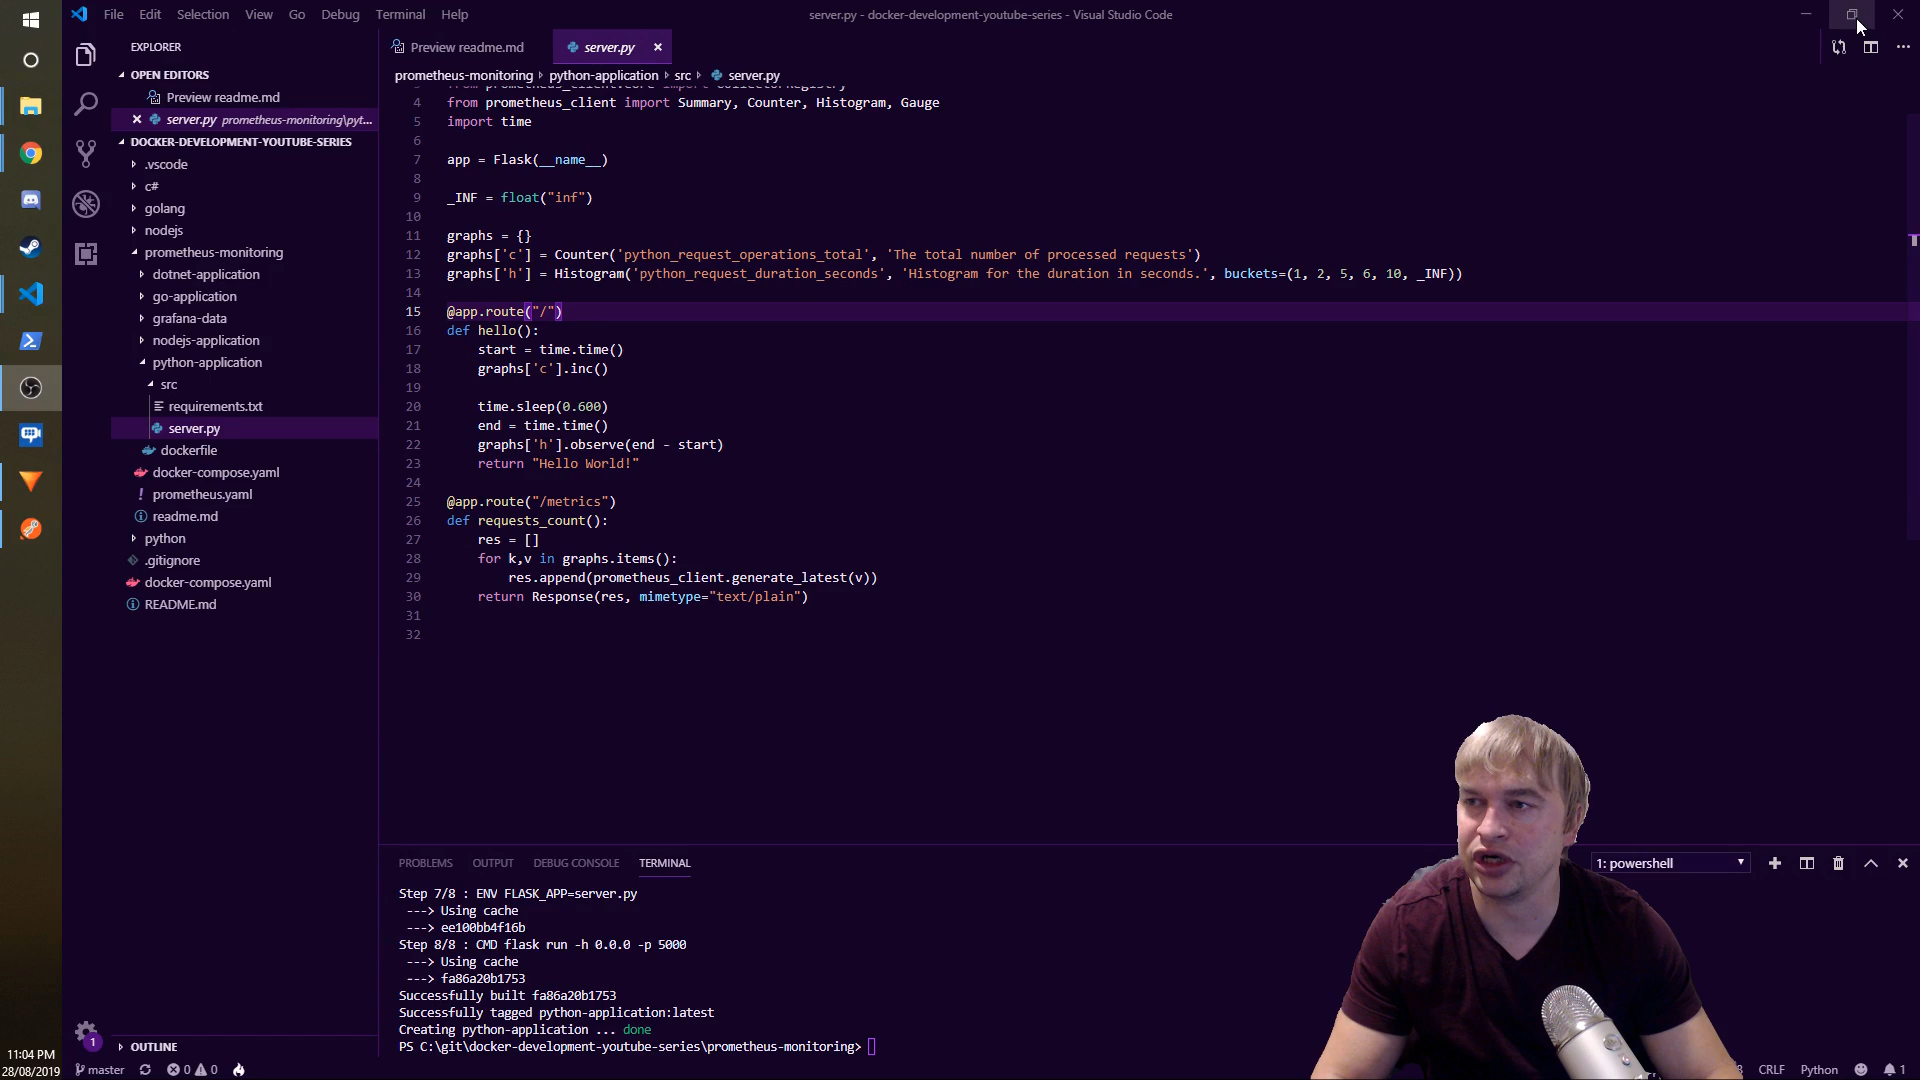 File Edit Selection View Go Debug Terminal Help
server.py - docker-development-youtube-series - Visual Studio Code
EXPLORER
OPEN EDITORS
Preview readme.md
server.py prometheus-monitoring\pyt...
DOCKER-DEVELOPMENT-YOUTUBE-SERIES
.vscode
c#
golang
nodejs
prometheus-monitoring
dotnet-application
go-application
grafana-data
nodejs-application
python-application
src
requirements.txt
server.py
dockerfile
docker-compose.yaml
prometheus.yaml
readme.md
python
.gitignore
docker-compose.yaml
README.md
OUTLINE
Preview readme.md server.py
prometheus-monitoring › python-application › src › server.py
3 from prometheus_client.core import CollectorRegistry
4 from prometheus_client import Summary, Counter, Histogram, Gauge
5 import time
6
7 app = Flask(__name__)
8
9 _INF = float("inf")
10
11 graphs = {}
12 graphs['c'] = Counter('python_request_operations_total', 'The total number of processed requests')
13 graphs['h'] = Histogram('python_request_duration_seconds', 'Histogram for the duration in seconds.', buckets=(1, 2, 5, 6, 10, _INF))
14
15 @app.route("/")
16 def hello():
17 start = time.time()
18 graphs['c'].inc()
19
20 time.sleep(0.600)
21 end = time.time()
22 graphs['h'].observe(end - start)
23 return "Hello World!"
24
25 @app.route("/metrics")
26 def requests_count():
27 res = []
28 for k,v in graphs.items():
29 res.append(prometheus_client.generate_latest(v))
30 return Response(res, mimetype="text/plain")
31
32
PROBLEMS OUTPUT DEBUG CONSOLE TERMINAL
1: powershell
Step 7/8 : ENV FLASK_APP=server.py
---> Using cache
---> ee100bb4f16b
Step 8/8 : CMD flask run -h 0.0.0 -p 5000
---> Using cache
---> fa86a20b1753
Successfully built fa86a20b1753
Successfully tagged python-application:latest
Creating python-application ... done
PS C:\git\docker-development-youtube-series\prometheus-monitoring>
1
11:04 PM
28/08/2019
master 0 0
CRLF Python 1